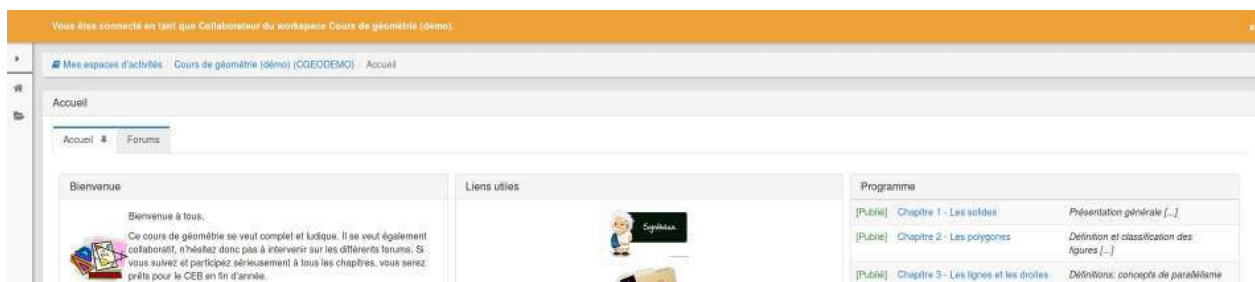 Vous êtes connecté en tant que Collaborateur du workspace Cours de géométrie (démo).
Mes espaces d'activités Cours de géométrie (démo) (CGEODEMO) Accueil
Accueil
Accueil Forums
Bienvenue
Bienvenue à tous,
Ce cours de géométrie se veut complet et ludique. Il se veut également
collaboratif, n'hésitez donc pas à intervenir sur les différents forums. Si
vous suivez et participez sérieusement à tous les chapitres, vous serez
prêts pour le CEB en fin d'année.
Liens utiles
Synthèse
Programme
[Publié] Chapitre 1 - Les solides Présentation générale [...]
[Publié] Chapitre 2 - Les polygones Définition et classification des
figures [...]
[Publié] Chapitre 3 - Les lignes et les droites Définitions: concepts de parallélisme